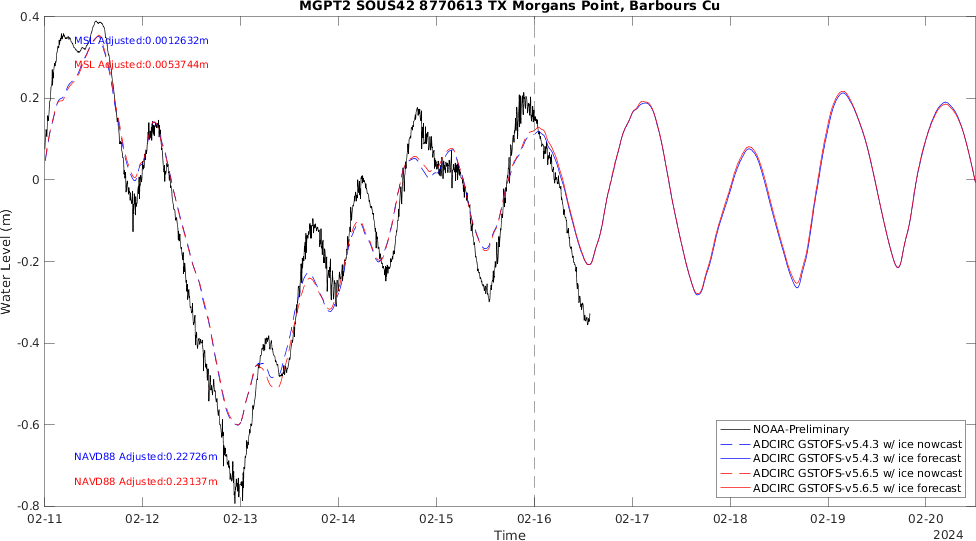 MGPT2 SOUS42 8770613 TX Morgans Point, Barbours Cu
0.4
MSL Adjusted:0.0012632m
MSL Adjusted:0.0053744m
0.2
0
-0.2
Water Level (m)
-0.4
-0.6
NOAA-Preliminary
ADCIRC GSTOFS-v5.4.3 w/ ice nowcast
ADCIRC GSTOFS-v5.4.3 w/ ice forecast
ADCIRC GSTOFS-v5.6.5 w/ ice nowcast
ADCIRC GSTOFS-v5.6.5 w/ ice forecast
NAVD88 Adjusted:0.22726m
NAVD88 Adjusted:0.23137m
-0.8
02-11 02-12 02-13 02-14 02-15 02-16 02-17 02-18 02-19 02-20
Time
2024